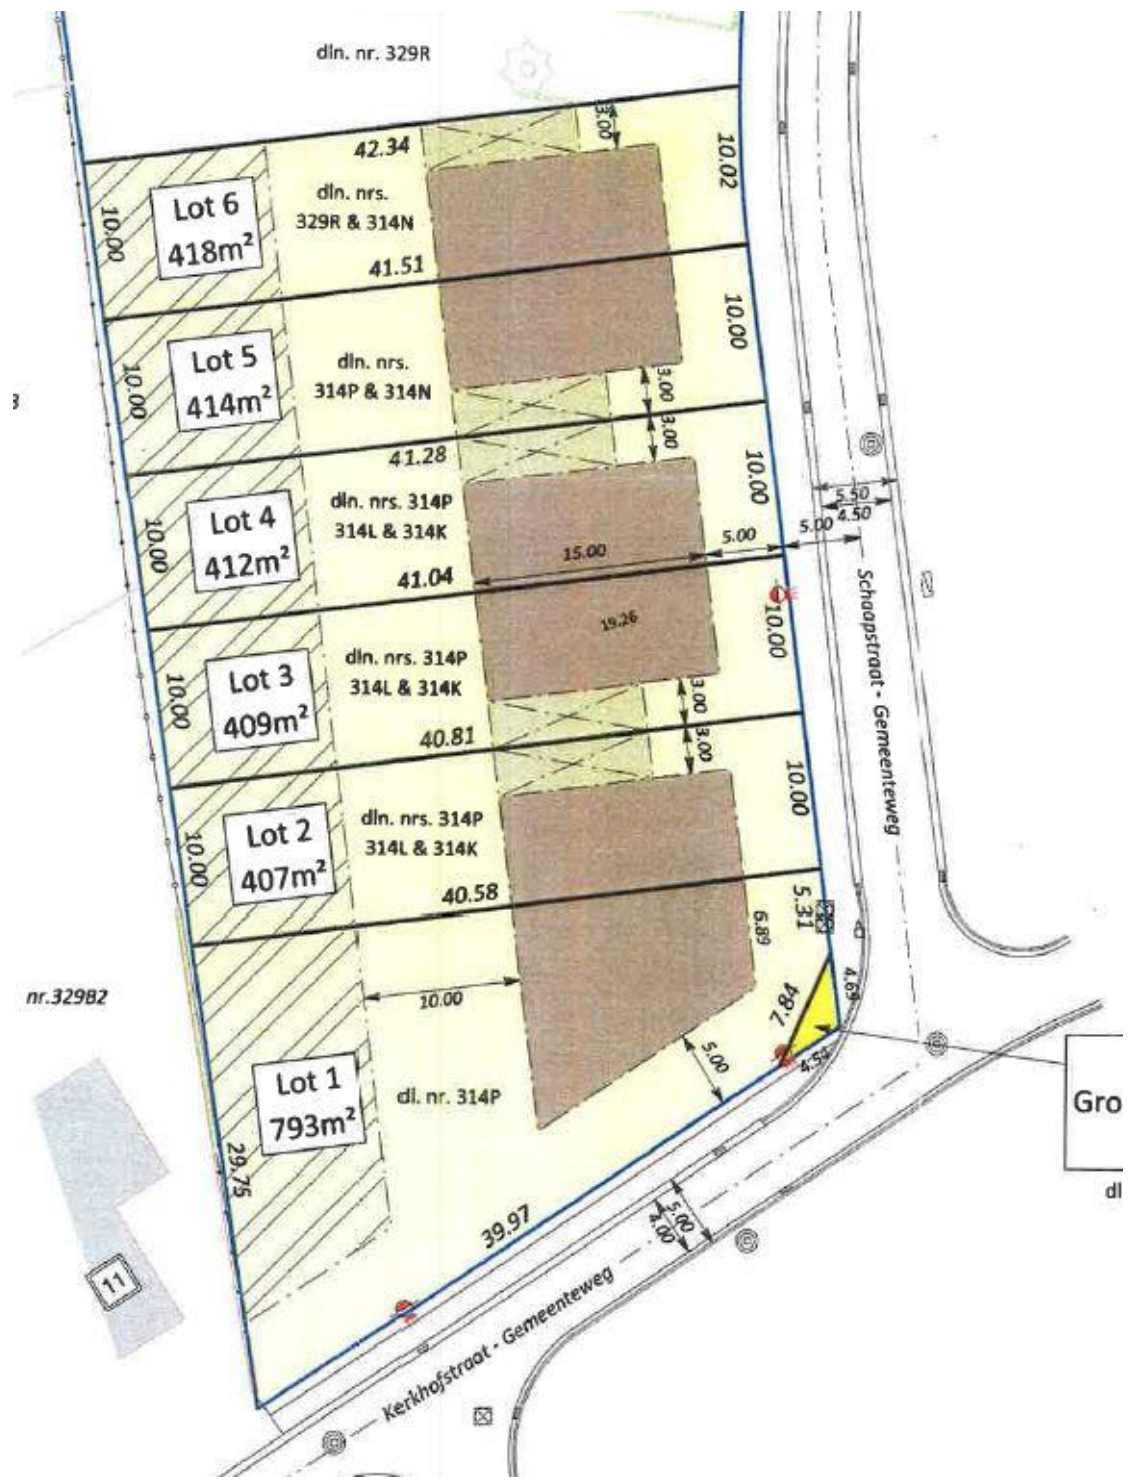 dln. nr. 329R
3.00
42.34
10.02
Lot 6
418m²
dln. nrs.
329R & 314N
10.00
41.51
10.00
Lot 5
414m²
dln. nrs.
314P & 314N
10.00
3.00
3.00
41.28
10.00
Lot 4
412m²
dln. nrs. 314P
314L & 314K
10.00
5.50
4.50
5.00
5.00
15.00
41.04
10.00
19.26
Lot 3
409m²
dln. nrs. 314P
314L & 314K
10.00
3.00
3.00
40.81
10.00
Lot 2
407m²
dln. nrs. 314P
314L & 314K
10.00
40.58
Schaapstraat - Gemeenteweg
5.31
6.89
4.69
7.84
4.54
nr.329B2
10.00
5.00
Lot 1
793m²
dl. nr. 314P
Gro
dl
29.75
39.97
5.00
4.00
11
Kerkhofstraat - Gemeenteweg